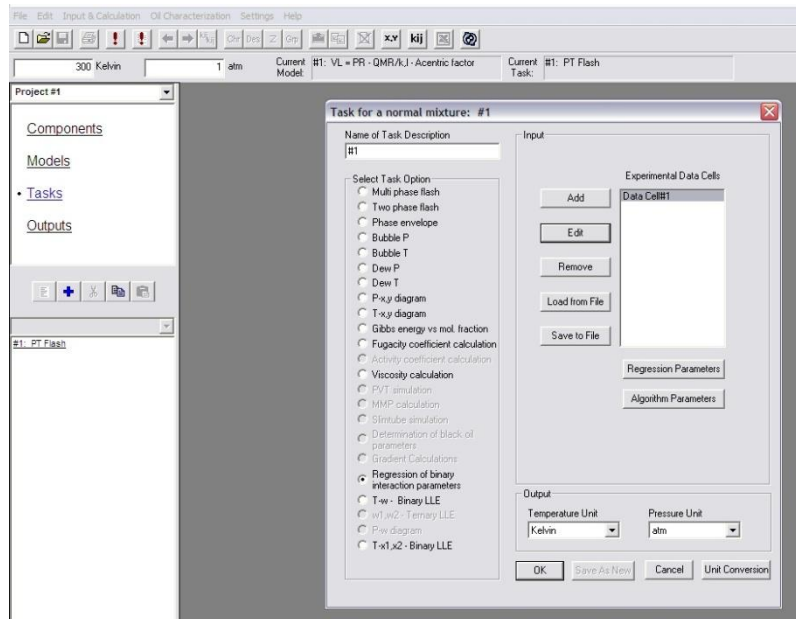 File Edit Input & Calculation Oil Characterization Settings Help
Chr Des Z Grp x,Y kij
300 Kelvin 1 atm Current Model: #1: VL = PR - QMR/k,l - Acentric factor Current Task: #1: PT Flash
Project #1
Components
Models
Tasks
Outputs
#1: PT Flash
Task for a normal mixture: #1
Name of Task Description
#1
Select Task Option
Multi phase flash
Two phase flash
Phase envelope
Bubble P
Bubble T
Dew P
Dew T
P-x,y diagram
T-x,y diagram
Gibbs energy vs mol. fraction
Fugacity coefficient calculation
Activity coefficient calculation
Viscosity calculation
PVT simulation
MMP calculation
Slimtube simulation
Determination of black oil
parameters
Gradient Calculations
Regression of binary
interaction parameters
T-w - Binary LLE
w1,w2 - Ternary LLE
P-w diagram
T-x1,x2 - Binary LLE
Input
Experimental Data Cells
Data Cell#1
Add
Edit
Remove
Load from File
Save to File
Regression Parameters
Algorithm Parameters
Output
Temperature Unit Pressure Unit
Kelvin atm
OK Save As New Cancel Unit Conversion